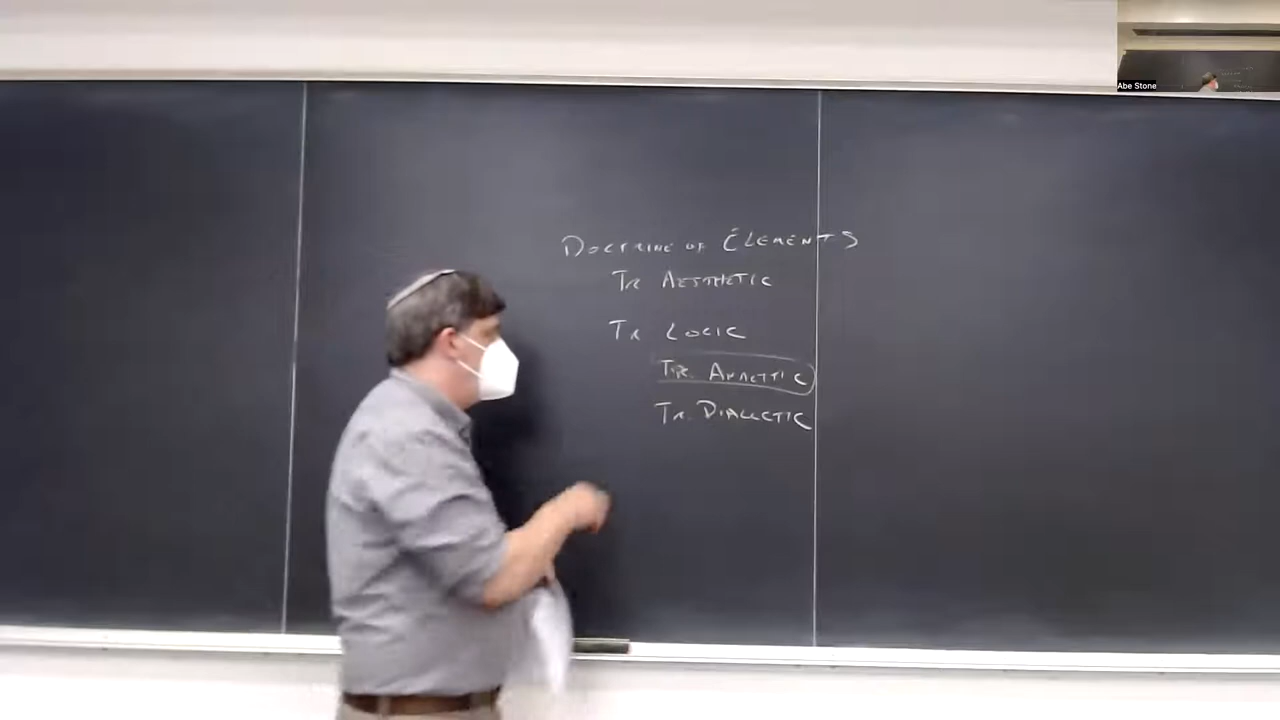 Abe Stone
DOCTRINE OF ELEMENTS
TR AESTHETIC
TR LOGIC
TR. ANALYTIC
TR. DIALECTIC